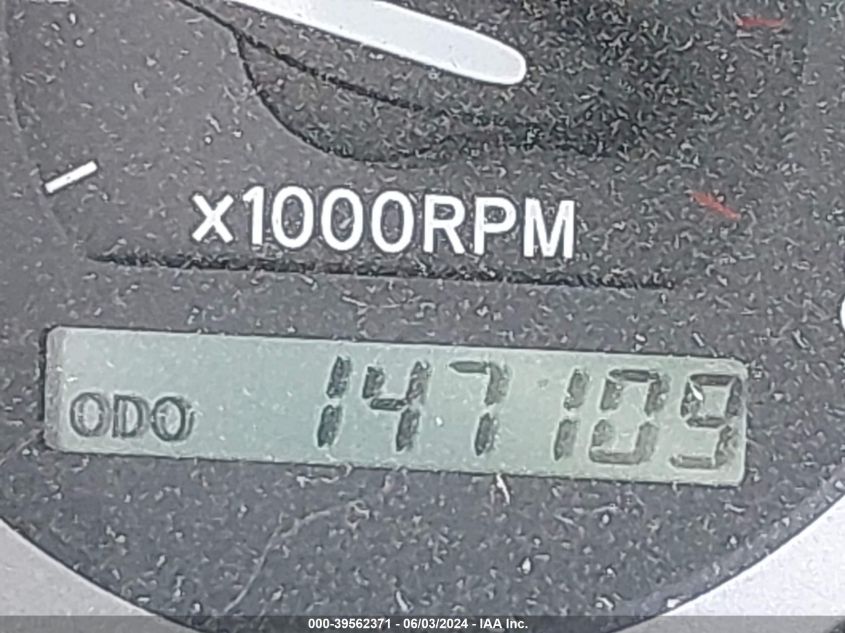 x1000RPM
ODO 147109
000-39562371 - 06/03/2024 - IAA Inc.